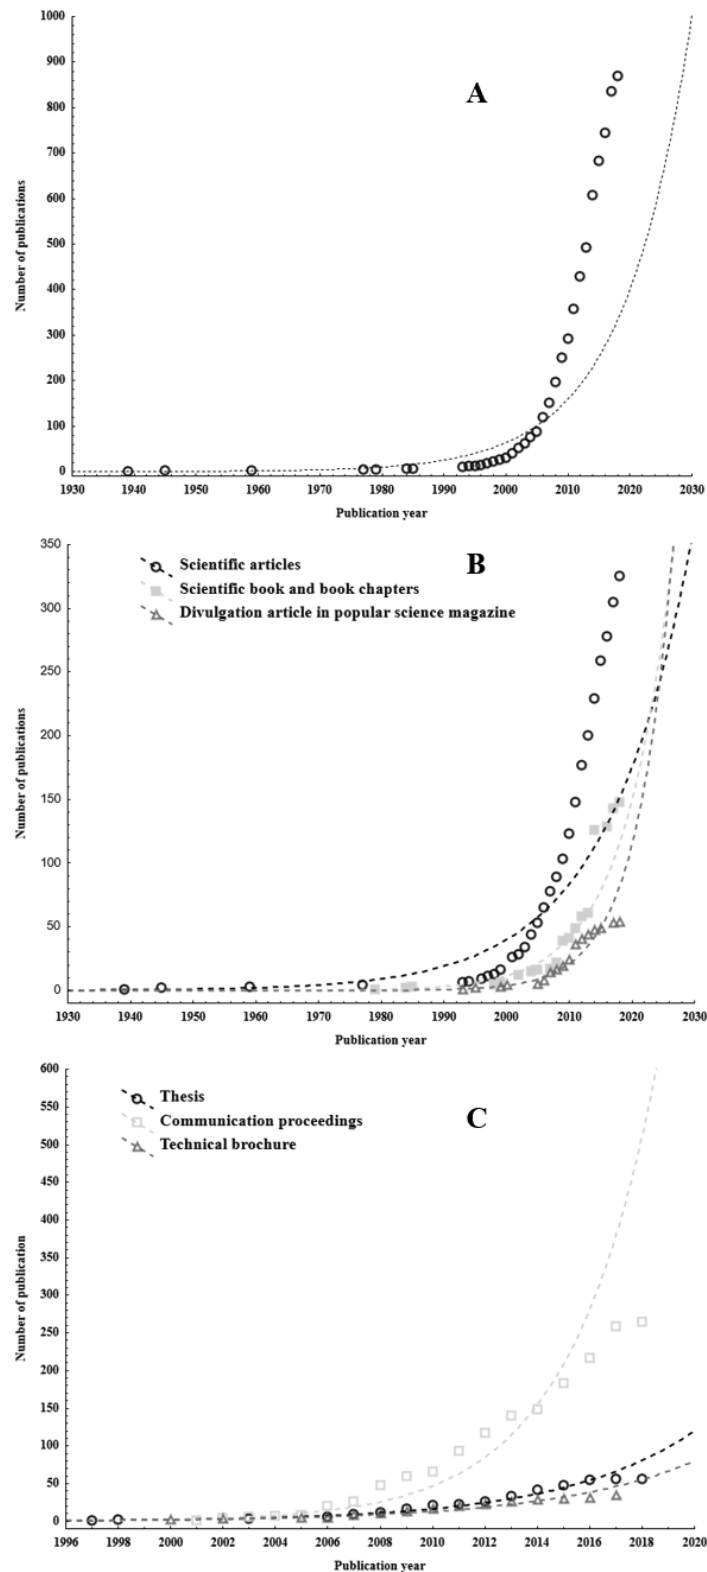 1000
900
A
800
700
600
Number of publications
500
400
300
200
100
0
1930 1940 1950 1960 1970 1980 1990 2000 2010 2020 2030
Publication year
350
Scientific articles
B
Scientific book and book chapters
300
Divulgation article in popular science magazine
250
Number of publications
200
150
100
50
0
1930 1940 1950 1960 1970 1980 1990 2000 2010 2020 2030
Publication year
600
Thesis
550
Communication proceedings
C
Technical brochure
500
450
400
350
Number of publication
300
250
200
150
100
50
0
1996 1998 2000 2002 2004 2006 2008 2010 2012 2014 2016 2018 2020
Publication year